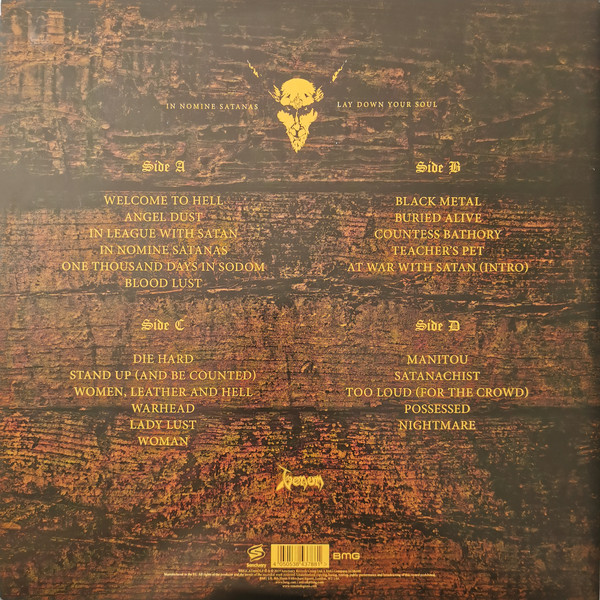 IN NOMINE SATANAS
LAY DOWN YOUR SOUL
Side A
WELCOME TO HELL
ANGEL DUST
IN LEAGUE WITH SATAN
IN NOMINE SATANAS
ONE THOUSAND DAYS IN SODOM
BLOOD LUST
Side B
BLACK METAL
BURIED ALIVE
COUNTESS BATHORY
TEACHER'S PET
AT WAR WITH SATAN (INTRO)
Side C
DIE HARD
STAND UP (AND BE COUNTED)
WOMEN, LEATHER AND HELL
WARHEAD
LADY LUST
WOMAN
Side D
MANITOU
SATANACHIST
TOO LOUD (FOR THE CROWD)
POSSESSED
NIGHTMARE
Venom
Sanctuary
BMG